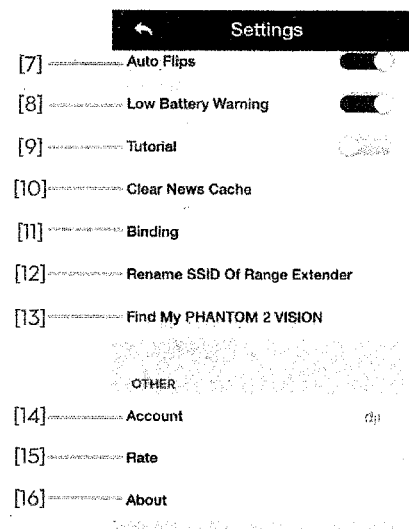 Settings
[7] Auto Flips
[8] Low Battery Warning
[9] Tutorial
[10] Clear News Cache
[11] Binding
[12] Rename SSID Of Range Extender
[13] Find My PHANTOM 2 VISION
OTHER
[14] Account dji
[15] Rate
[16] About